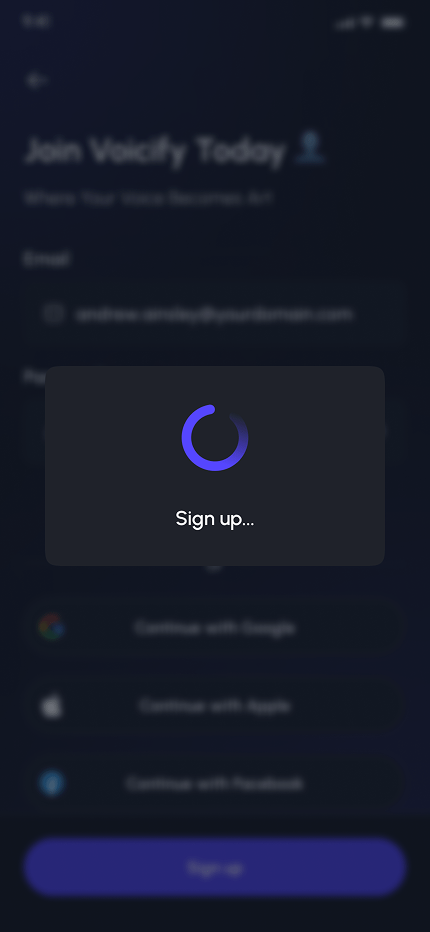 9:41
Join Voicify Today
Where Your Voice Becomes Art
Email
andrew.ainsley@yourdomain.com
Sign up...
Continue with Google
Continue with Apple
Continue with Facebook
Sign up